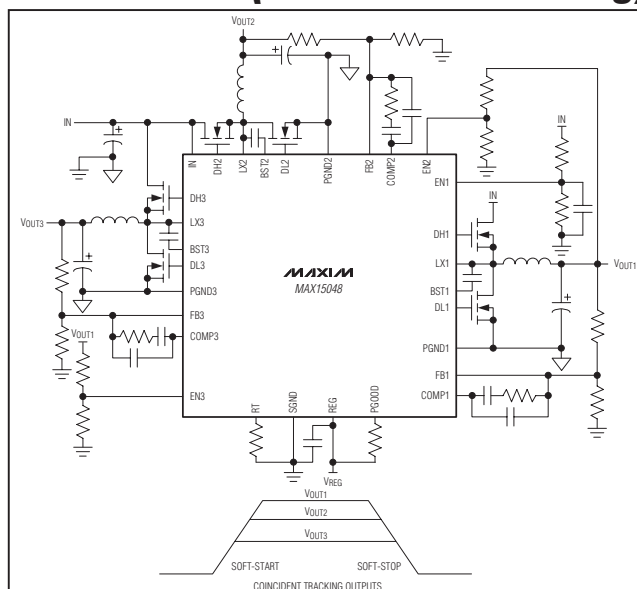 VOUT2
IN
IN
DH2
LX2
BST2
DL2
PGND2
FB2
COMP2
EN2
EN1
DH3
IN
VOUT3
LX3
DH1
BST3
LX1
VOUT1
DL3
MAXIM
MAX15048
BST1
PGND3
DL1
FB3
PGND1
VOUT1
COMP3
FB1
EN3
COMP1
RT
SGND
REG
PGOOD
VREG
VOUT1
VOUT2
VOUT3
SOFT-START
SOFT-STOP
COINCIDENT TRACKING OUTPUTS